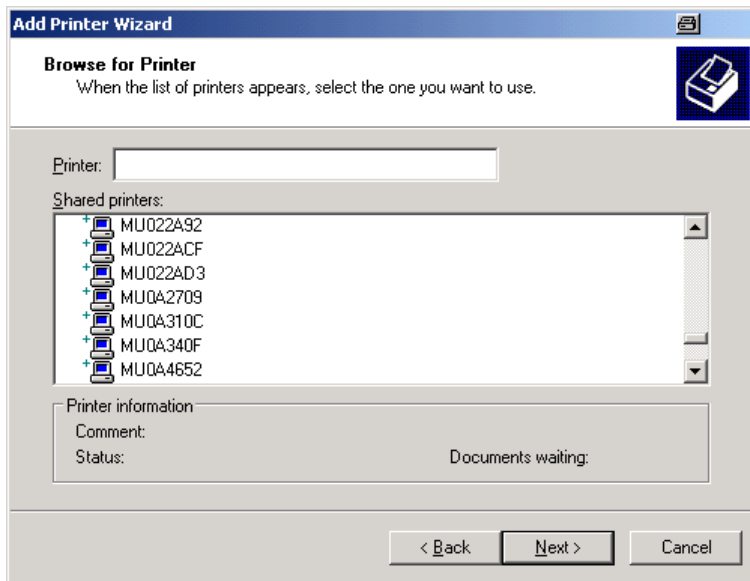 Add Printer Wizard
Browse for Printer
When the list of printers appears, select the one you want to use.
Printer:
Shared printers:
MU022A92
MU022ACF
MU022AD3
MU0A2709
MU0A310C
MU0A340F
MU0A4652
Printer information
Comment:
Status: Documents waiting:
< Back Next > Cancel